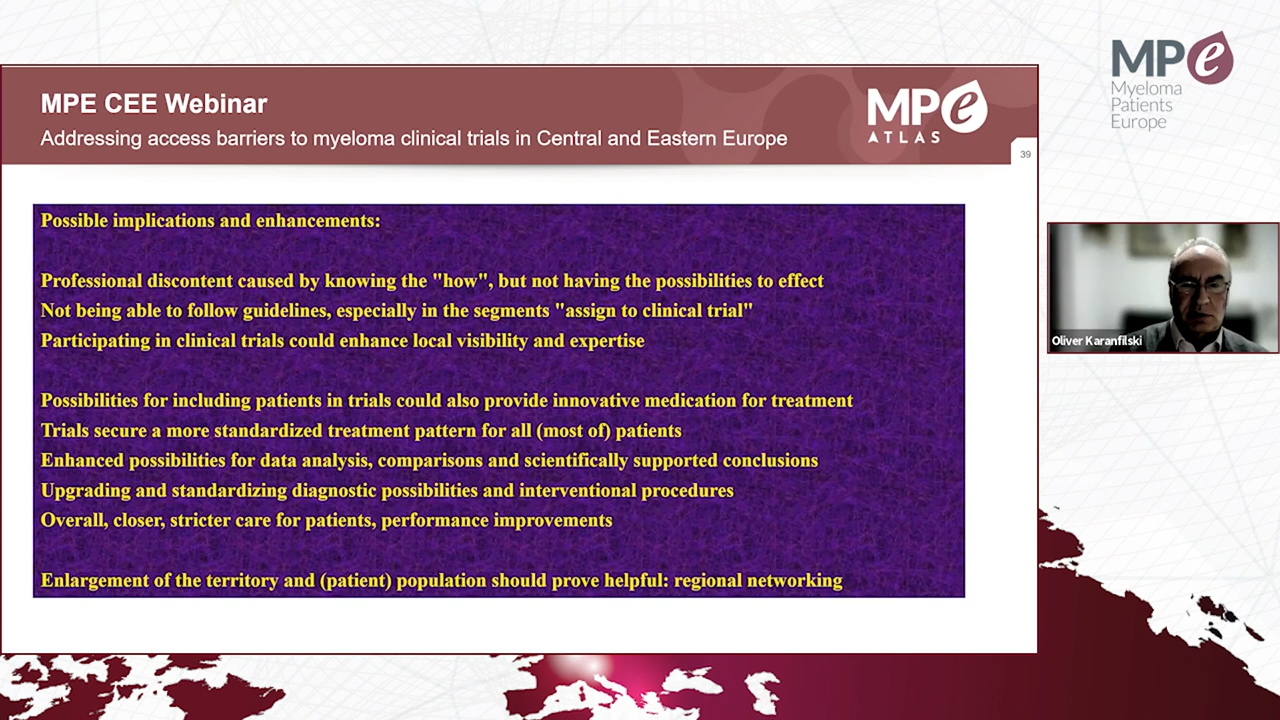 MPE CEE Webinar
Addressing access barriers to myeloma clinical trials in Central and Eastern Europe
MPe
ATLAS
39
MPe
Myeloma
Patients
Europe
Possible implications and enhancements:
Professional discontent caused by knowing the "how", but not having the possibilities to effect
Not being able to follow guidelines, especially in the segments "assign to clinical trial"
Participating in clinical trials could enhance local visibility and expertise
Possibilities for including patients in trials could also provide innovative medication for treatment
Trials secure a more standardized treatment pattern for all (most of) patients
Enhanced possibilities for data analysis, comparisons and scientifically supported conclusions
Upgrading and standardizing diagnostic possibilities and interventional procedures
Overall, closer, stricter care for patients, performance improvements
Enlargement of the territory and (patient) population should prove helpful: regional networking
Oliver Karanfilski